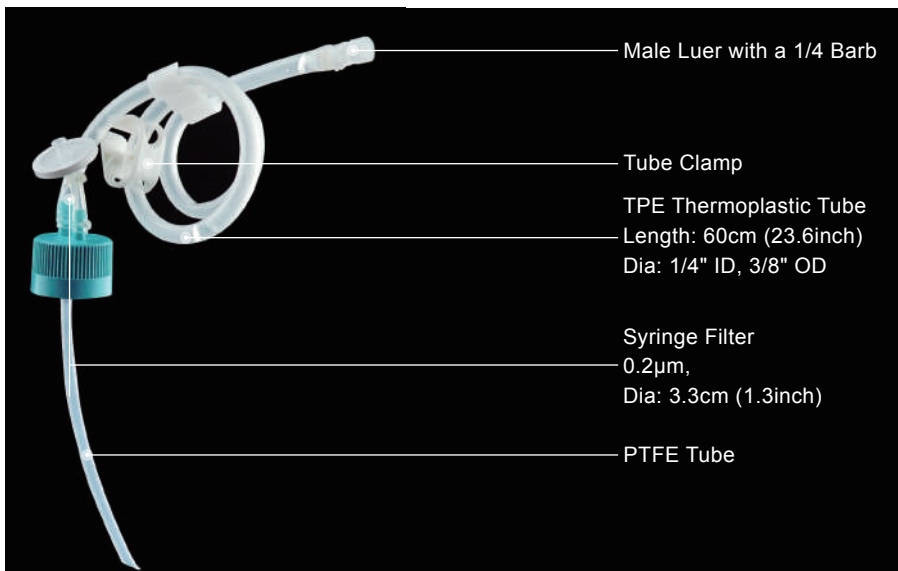 Male Luer with a 1/4 Barb
Tube Clamp
TPE Thermoplastic Tube
Length: 60cm (23.6inch)
Dia: 1/4" ID, 3/8" OD
Syringe Filter
0.2μm,
Dia: 3.3cm (1.3inch)
PTFE Tube